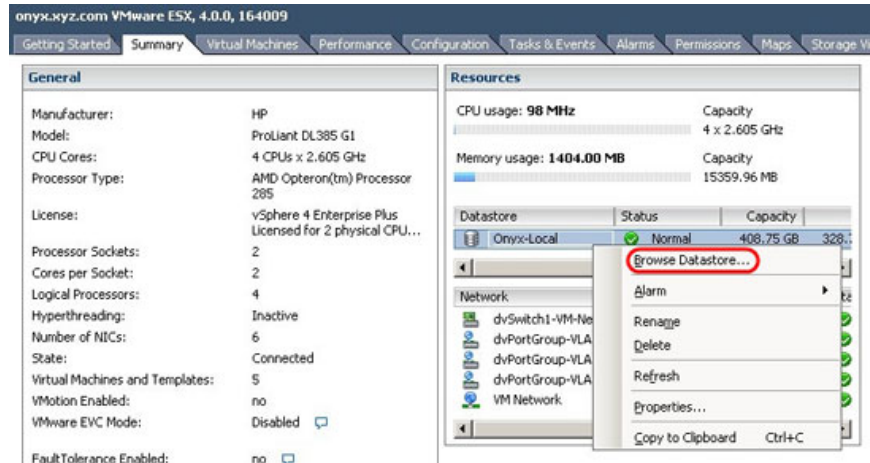 onyx.xyz.com VMware ESX, 4.0.0, 164009
Getting Started Summary Virtual Machines Performance Configuration Tasks & Events Alarms Permissions Maps Storage
General
Manufacturer: HP
Model: ProLiant DL385 G1
CPU Cores: 4 CPUs x 2.605 GHz
Processor Type: AMD Opteron(tm) Processor
285
License: vSphere 4 Enterprise Plus
Licensed for 2 physical CPU...
Processor Sockets: 2
Cores per Socket: 2
Logical Processors: 4
Hyperthreading: Inactive
Number of NICs: 6
State: Connected
Virtual Machines and Templates: 5
VMotion Enabled: no
VMware EVC Mode: Disabled
FaultTolerance Enabled: no
Resources
CPU usage: 98 MHz Capacity
4 x 2.605 GHz
Memory usage: 1404.00 MB Capacity
15359.96 MB
Datastore Status Capacity
Onyx-Local Normal 408.75 GB 328.
Network
dvSwitch1-VM-Ne
dvPortGroup-VLA
dvPortGroup-VLA
dvPortGroup-VLA
VM Network
Browse Datastore...
Alarm
Rename
Delete
Refresh
Properties...
Copy to Clipboard Ctrl+C